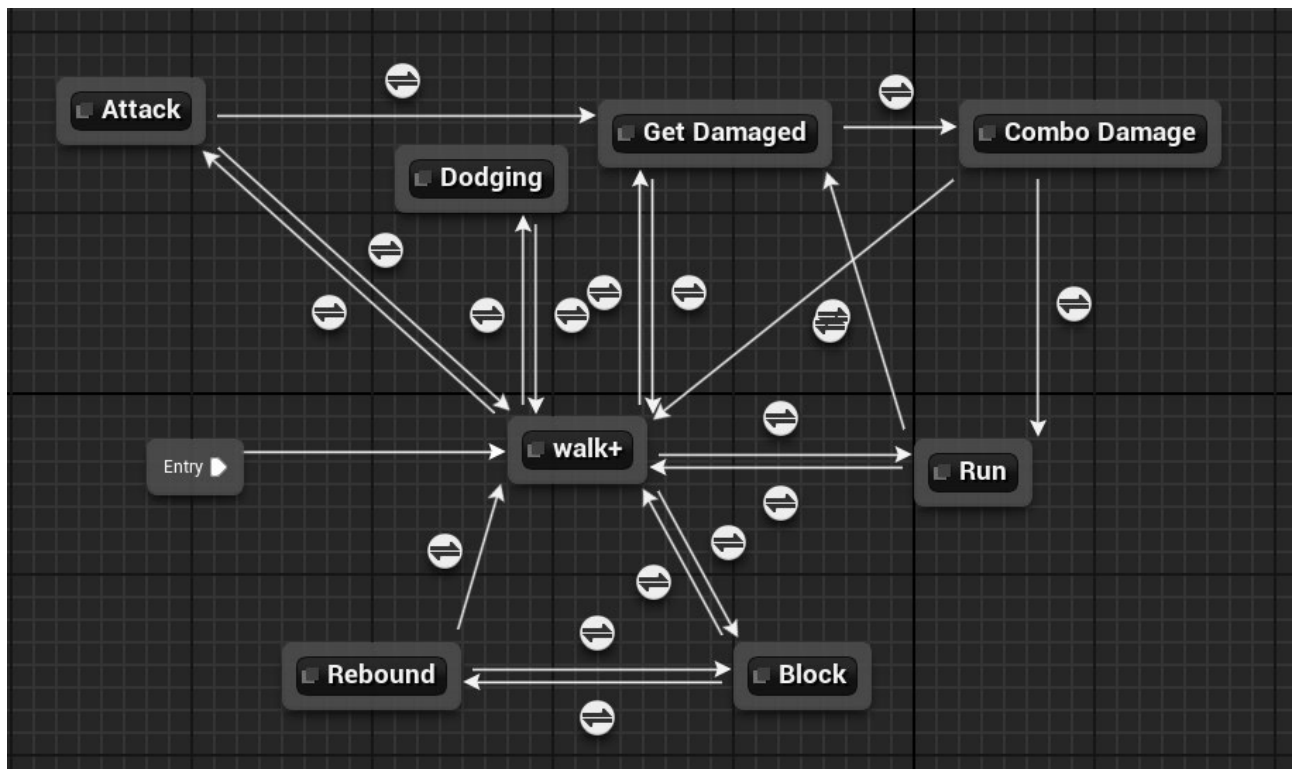 Attack
Get Damaged
Combo Damage
Dodging
walk+
Entry
Run
Rebound
Block